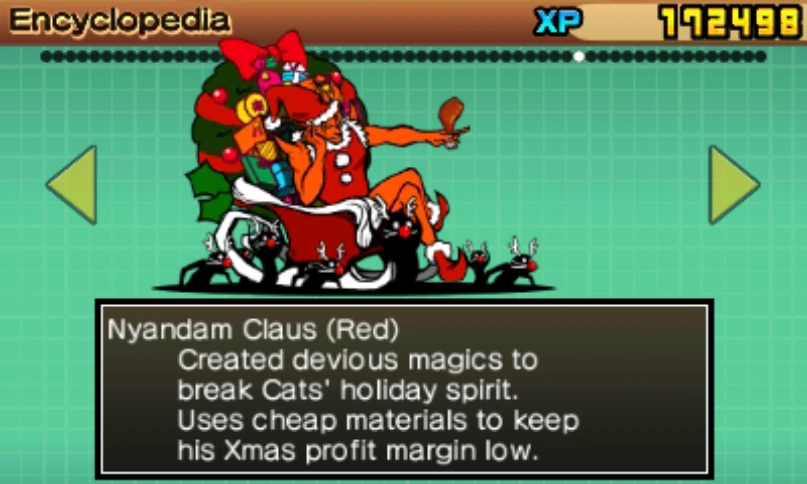 Encyclopedia
XP 172498
Nyandam Claus (Red)
Created devious magics to
break Cats' holiday spirit.
Uses cheap materials to keep
his Xmas profit margin low.